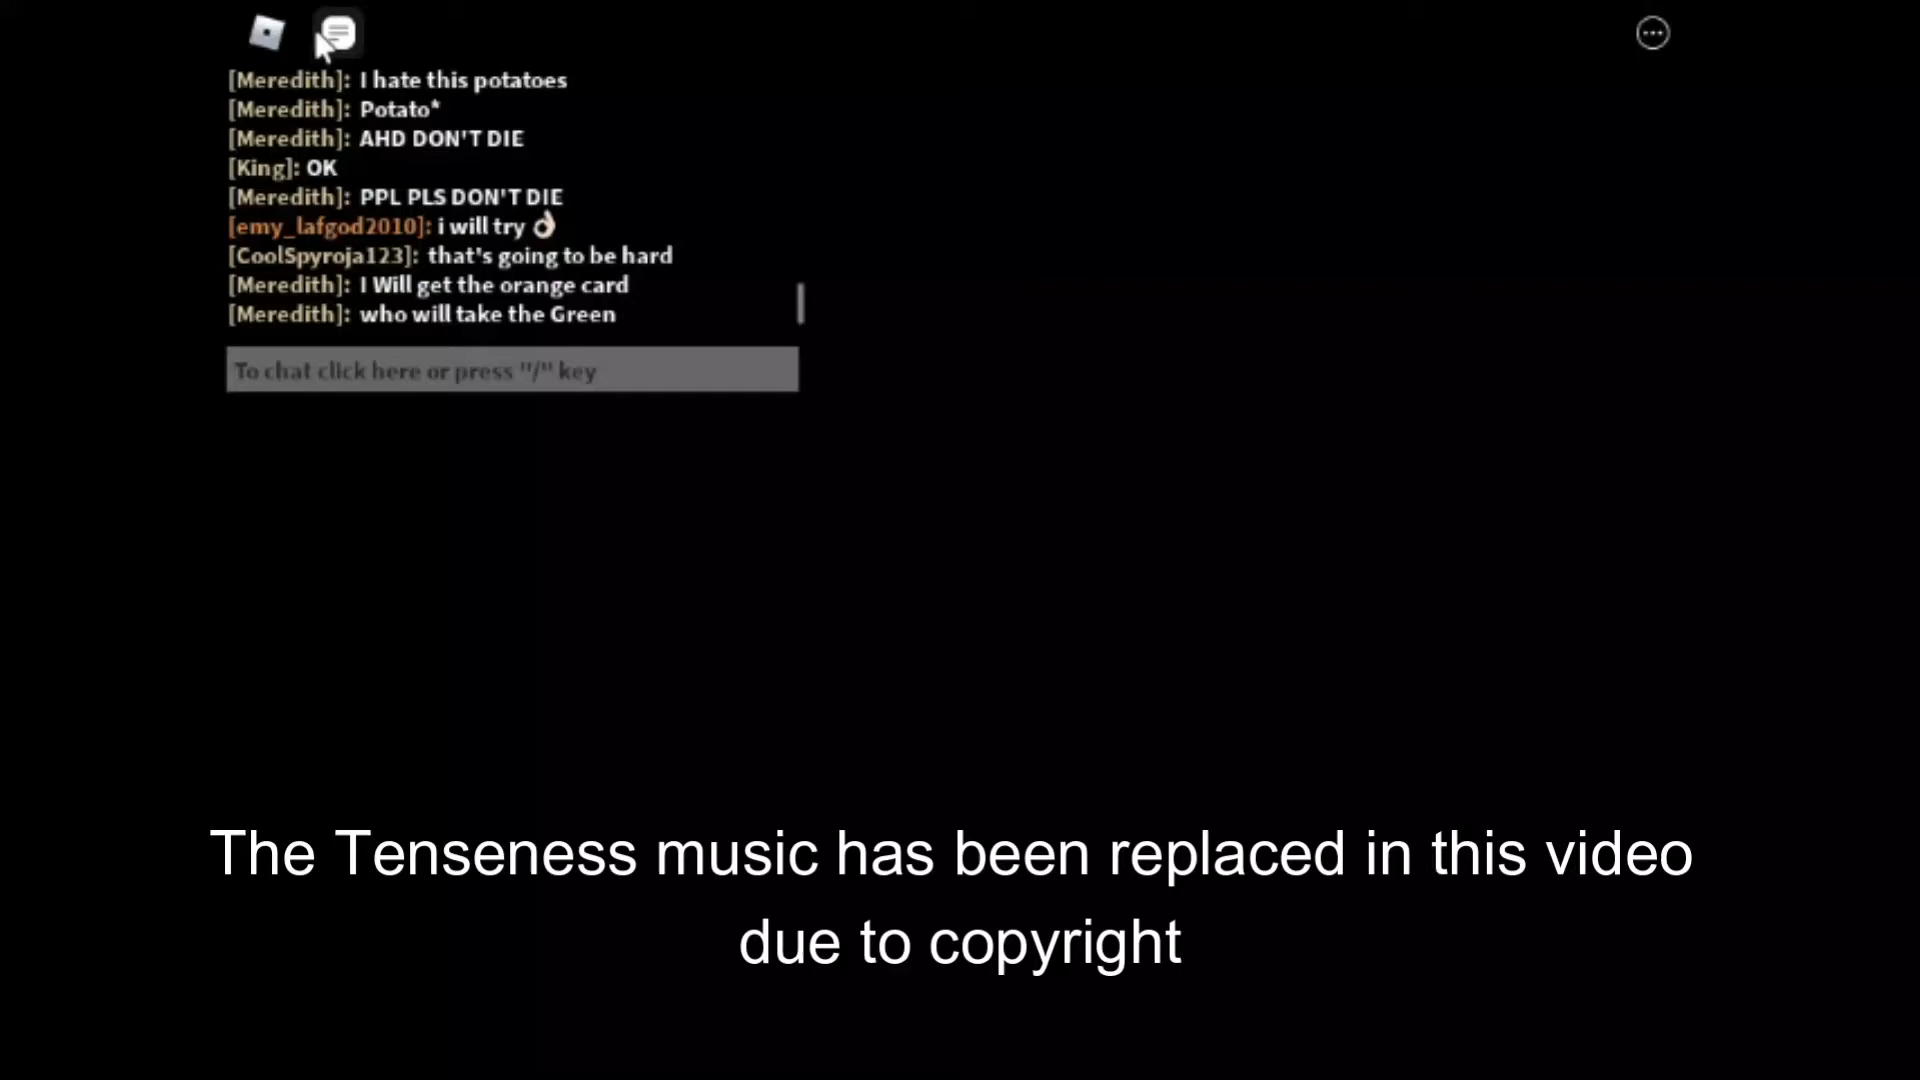 [Meredith]: I hate this potatoes
[Meredith]: Potato*
[Meredith]: AHD DON'T DIE
[King]: OK
[Meredith]: PPL PLS DON'T DIE
[emy_lafgod2010]: i will try 👌🏻
[CoolSpyroja123]: that's going to be hard
[Meredith]: I Will get the orange card
[Meredith]: who will take the Green
To chat click here or press "/" key
The Tenseness music has been replaced in this video
due to copyright